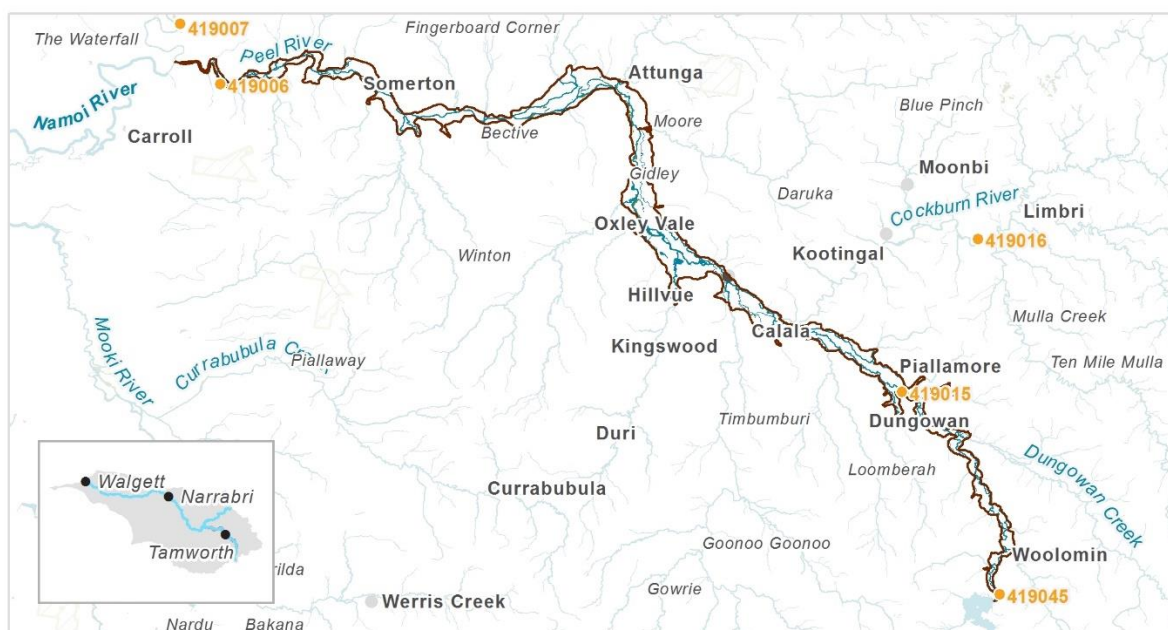 419007
Fingerboard Corner
The Waterfall
Peel River
419006
Somerton
Attunga
Namoi River
Blue Pinch
Carroll
Bective
Moore
Moonbi
Gidley
Daruka
Cockburn River
Limbri
Oxley Vale
419016
Winton
Kootingal
Hillvue
Mooki River
Mulla Creek
Calala
Currabubula
Piallaway
Kingswood
Ten Mile Mulla
Piallamore
419015
Timbumburi
Dungowan
Duri
Loomberah
Dungowan Creek
Walgett
Narrabri
Currabubula
Tamworth
Goonoo Goonoo
Woolomin
rilda
Gowrie
Werris Creek
419045
Nardu
Bakana